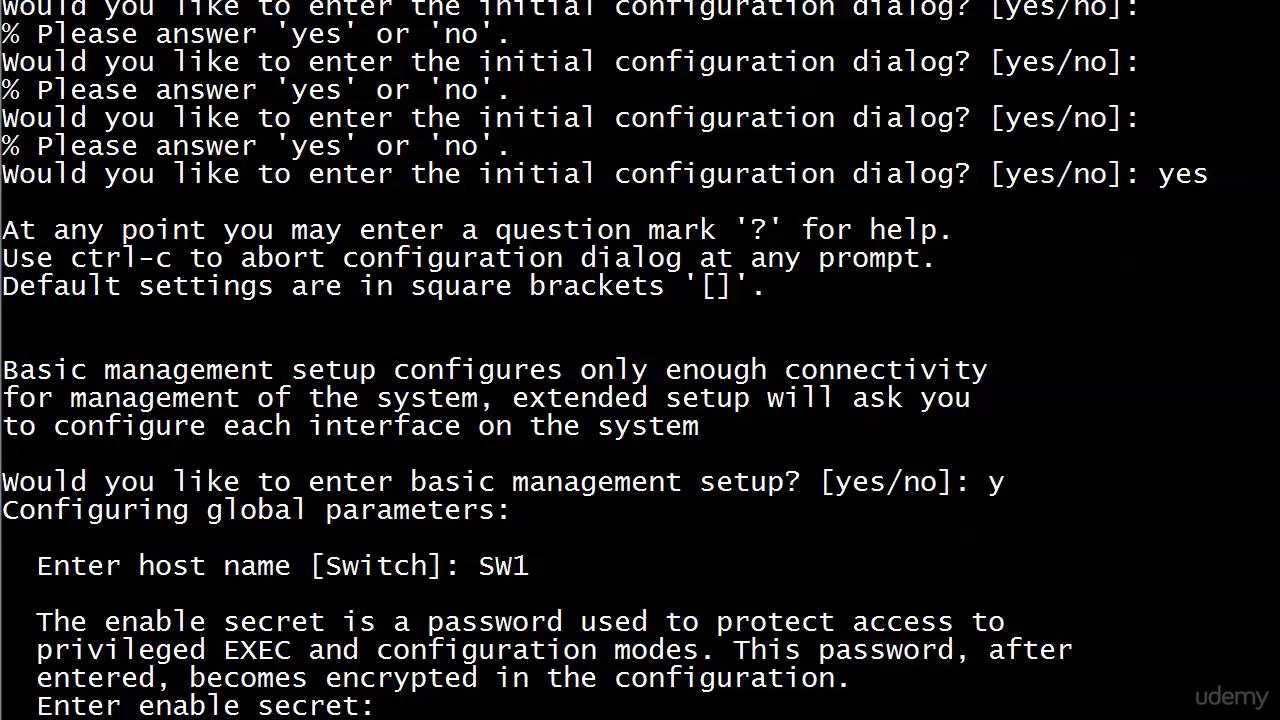 Would you like to enter the initial configuration dialog? [yes/no]:
% Please answer 'yes' or 'no'.
Would you like to enter the initial configuration dialog? [yes/no]:
% Please answer 'yes' or 'no'.
Would you like to enter the initial configuration dialog? [yes/no]:
% Please answer 'yes' or 'no'.
Would you like to enter the initial configuration dialog? [yes/no]: yes
At any point you may enter a question mark '?' for help.
Use ctrl-c to abort configuration dialog at any prompt.
Default settings are in square brackets '[]'.
Basic management setup configures only enough connectivity
for management of the system, extended setup will ask you
to configure each interface on the system
Would you like to enter basic management setup? [yes/no]: y
Configuring global parameters:
Enter host name [Switch]: SW1
The enable secret is a password used to protect access to
privileged EXEC and configuration modes. This password, after
entered, becomes encrypted in the configuration.
Enter enable secret:
udemy